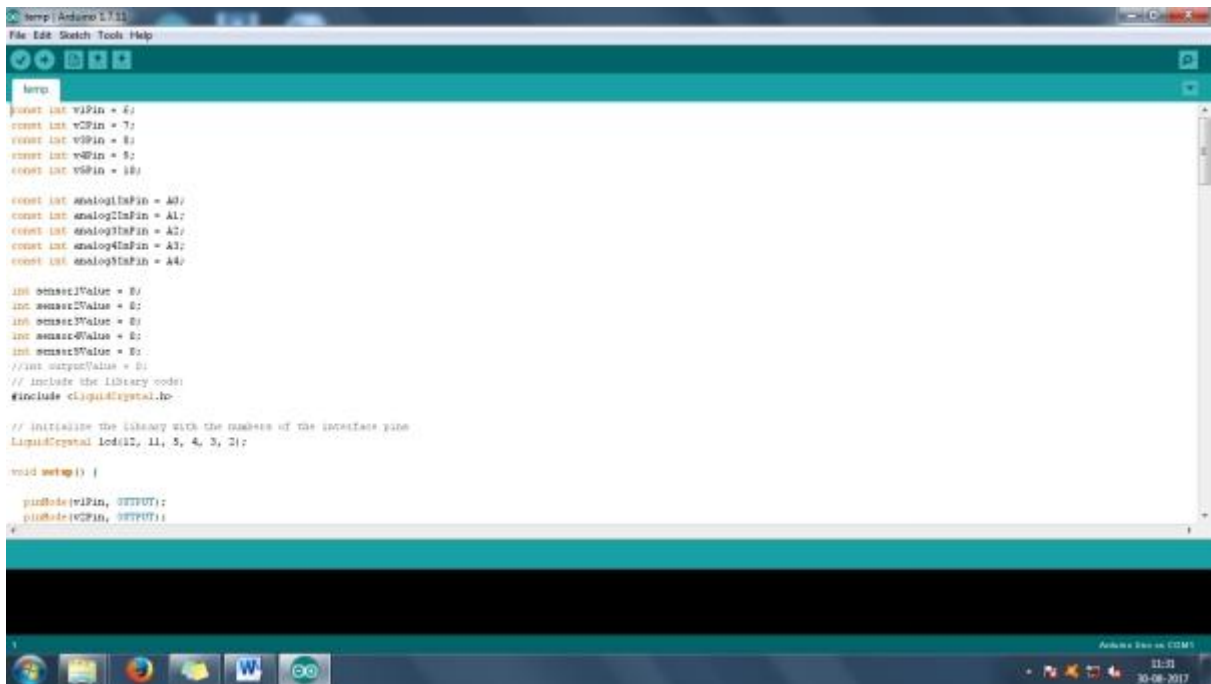 temp | Arduino 1.7.11
File Edit Sketch Tools Help
temp
const int v1Pin = 6;
const int v2Pin = 7;
const int v3Pin = 8;
const int v4Pin = 9;
const int v5Pin = 10;
const int analog1InPin = A0;
const int analog2InPin = A1;
const int analog3InPin = A2;
const int analog4InPin = A3;
const int analog5InPin = A4;
int sensor1Value = 0;
int sensor2Value = 0;
int sensor3Value = 0;
int sensor4Value = 0;
int sensor5Value = 0;
//int outputValue = 0;
// include the library code:
#include <LiquidCrystal.h>
// initialize the library with the numbers of the interface pins
LiquidCrystal lcd(12, 11, 5, 4, 3, 2);
void setup() {
pinMode(v1Pin, OUTPUT);
pinMode(v2Pin, OUTPUT);
1
Arduino Uno on COM1
11:31
30-08-2017